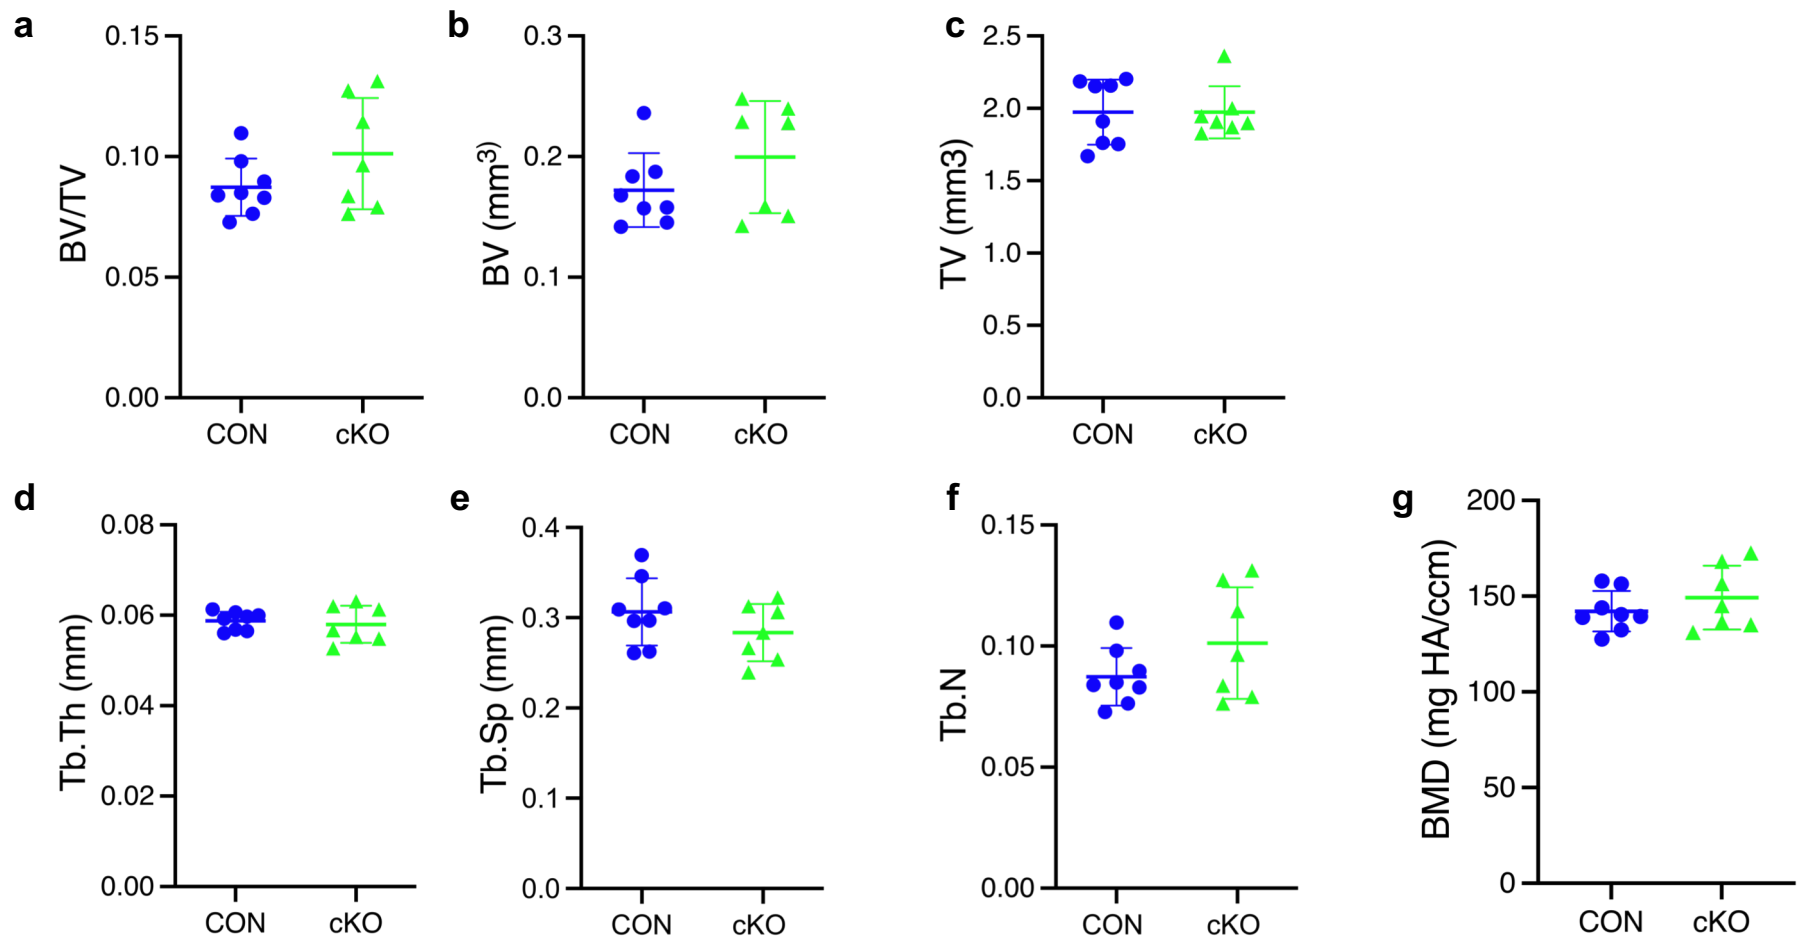 a
b
c
0.15
0.10
0.05
0.00
BV/TV
CON
cKO
0.3
0.2
0.1
0.0
BV (mm³)
CON
cKO
2.5
2.0
1.5
1.0
0.5
0.0
TV (mm3)
CON
cKO
d
e
f
g
0.08
0.06
0.04
0.02
0.00
Tb.Th (mm)
CON
cKO
0.4
0.3
0.2
0.1
0.0
Tb.Sp (mm)
CON
cKO
0.15
0.10
0.05
0.00
Tb.N
CON
cKO
200
150
100
50
0
BMD (mg HA/ccm)
CON
cKO